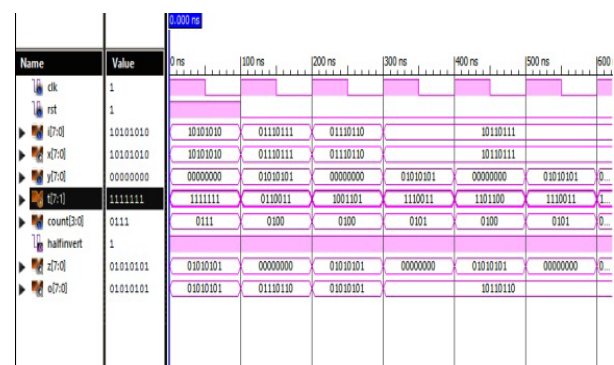 0.000 ns
Name Value 0 ns 100 ns 200 ns 300 ns 400 ns 500 ns 600
clk 1
rst 1
i[7:0] 10101010 10101010 01110111 01110110 10110111
x[7:0] 10101010 10101010 01110111 01110110 10110111
y[7:0] 00000000 00000000 01010101 00000000 01010101 00000000 01010101 0...
t[7:1] 1111111 1111111 0110011 1001101 1110011 1101100 1110011 1...
count[3:0] 0111 0111 0100 0100 0101 0100 0101 0...
halfinvert 1
z[7:0] 01010101 01010101 00000000 01010101 00000000 01010101 00000000 0...
o[7:0] 01010101 01010101 01110110 01010101 10110110